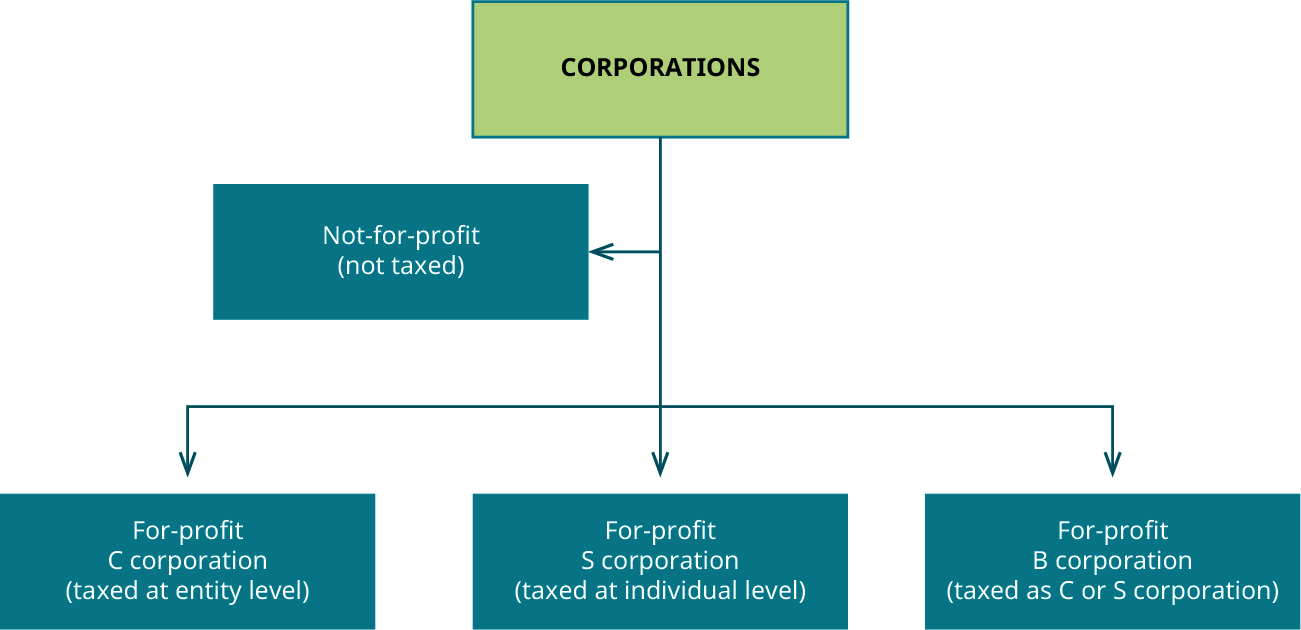 CORPORATIONS
Not-for-profit
(not taxed)
For-profit
C corporation
(taxed at entity level)
For-profit
S corporation
(taxed at individual level)
For-profit
B corporation
(taxed as C or S corporation)